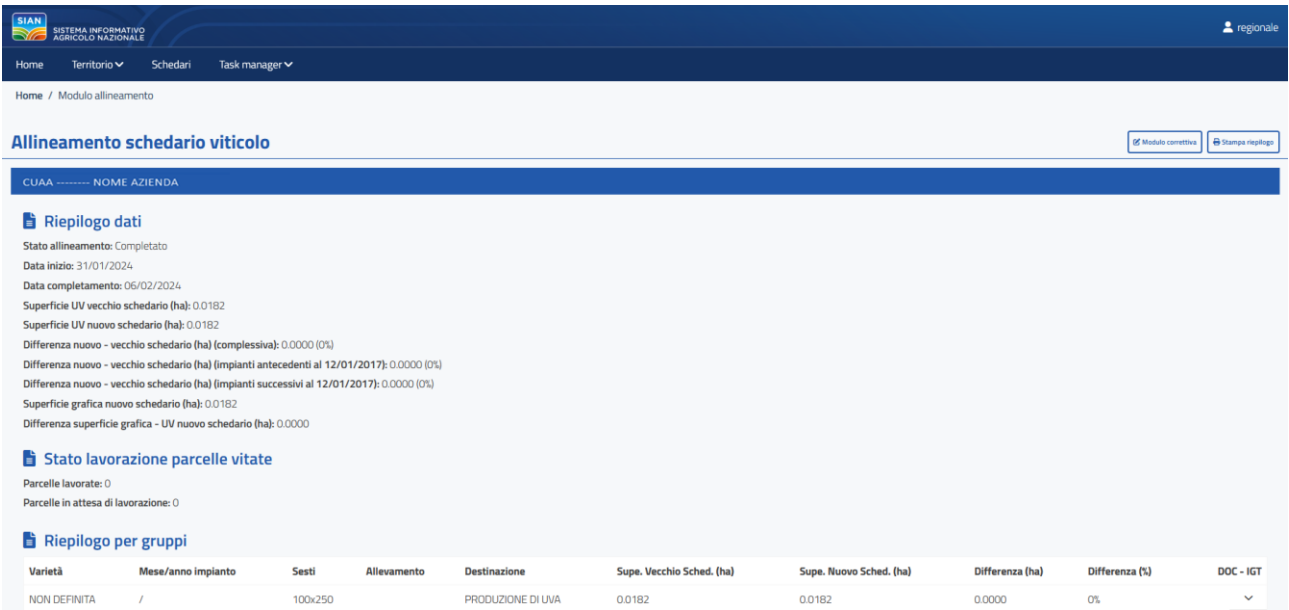 SIAN
SISTEMA INFORMATIVO
AGRICOLO NAZIONALE
regionale
Home Territorio Schedari Task manager
Home / Modulo allineamento
Allineamento schedario viticolo
Modulo correttiva Stampa riepilogo
CUAA -------- NOME AZIENDA
Riepilogo dati
Stato allineamento: Completato
Data inizio: 31/01/2024
Data completamento: 06/02/2024
Superficie UV vecchio schedario (ha): 0.0182
Superficie UV nuovo schedario (ha): 0.0182
Differenza nuovo - vecchio schedario (ha) (complessiva): 0.0000 (0%)
Differenza nuovo - vecchio schedario (ha) (impianti antecedenti al 12/01/2017): 0.0000 (0%)
Differenza nuovo - vecchio schedario (ha) (impianti successivi al 12/01/2017): 0.0000 (0%)
Superficie grafica nuovo schedario (ha): 0.0182
Differenza superficie grafica - UV nuovo schedario (ha): 0.0000
Stato lavorazione parcelle vitate
Parcelle lavorate: 0
Parcelle in attesa di lavorazione: 0
Riepilogo per gruppi
Varietà Mese/anno impianto Sesti Allevamento Destinazione Supe. Vecchio Sched. (ha) Supe. Nuovo Sched. (ha) Differenza (ha) Differenza (%) DOC - IGT
NON DEFINITA / 100x250 PRODUZIONE DI UVA 0.0182 0.0182 0.0000 0%